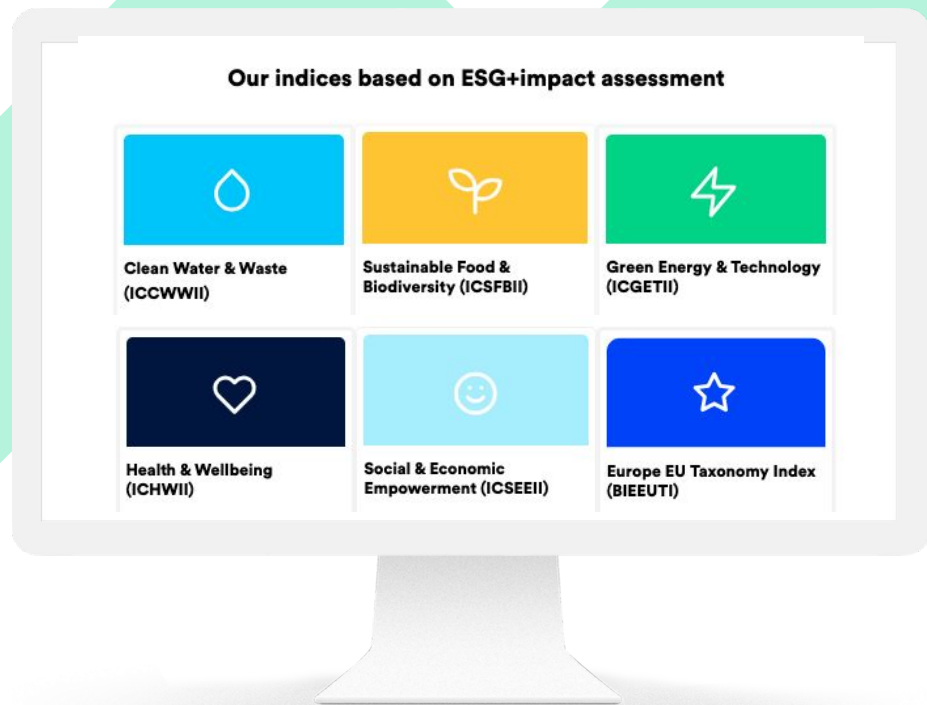 Our indices based on ESG+impact assessment
Clean Water & Waste
(ICCWWII)
Sustainable Food &
Biodiversity (ICSFBII)
Green Energy & Technology
(ICGETII)
Health & Wellbeing
(ICHWII)
Social & Economic
Empowerment (ICSEEII)
Europe EU Taxonomy Index
(BIEEUTI)